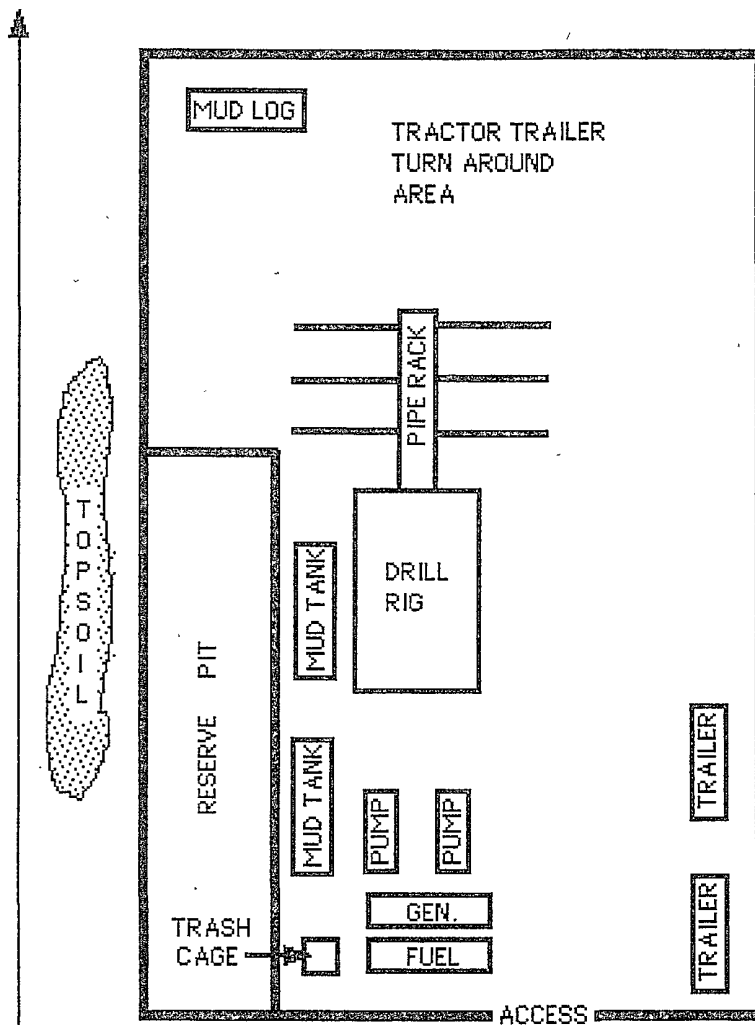 MUD LOG
TRACTOR TRAILER
TURN AROUND
AREA
PIPE RACK
TOPSOIL
MUD TANK
DRILL
RIG
RESERVE PIT
TRAILER
MUD TANK
PUMP
PUMP
TRAILER
GEN.
TRASH
CAGE
FUEL
ACCESS